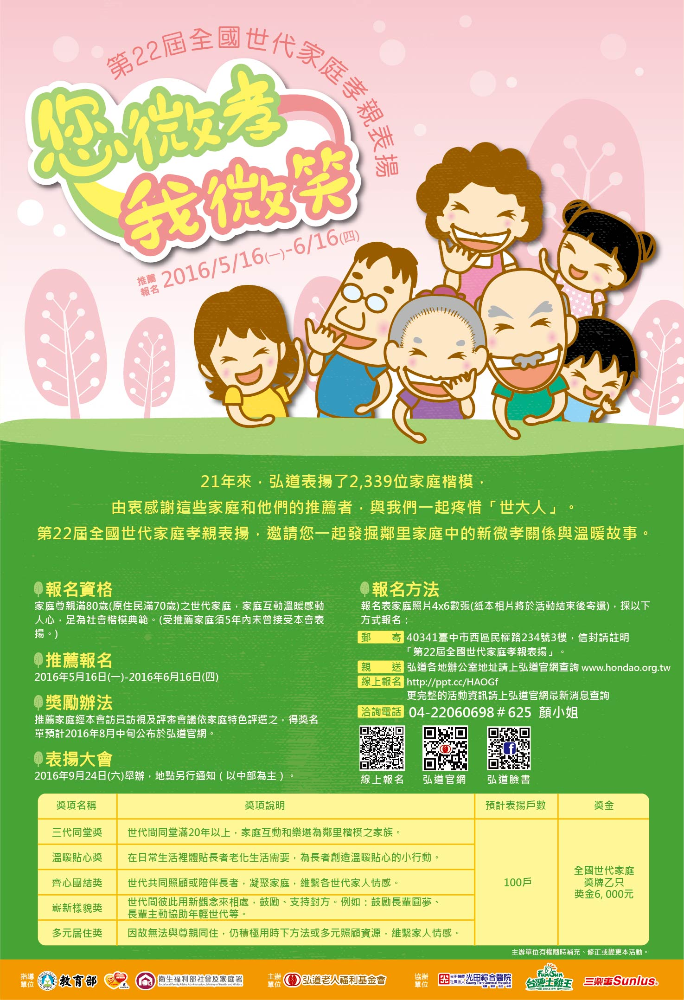 第22屆全國世代家庭孝親表揚
您微孝
我微笑
推薦
報名 2016/5/16(一)-6/16(四)
21年來，弘道表揚了2,339位家庭楷模，
由衷感謝這些家庭和他們的推薦者，與我們一起疼惜「世大人」。
第22屆全國世代家庭孝親表揚，邀請您一起發掘鄰里家庭中的新微孝關係與溫暖故事。
報名資格
家庭尊親滿80歲(原住民滿70歲)之世代家庭，家庭互動溫暖感動
人心，足為社會楷模典範。(受推薦家庭須5年內未曾接受本會表
揚。)
推薦報名
2016年5月16日(一)-2016年6月16日(四)
獎勵辦法
推薦家庭經本會訪員訪視及評審會議依家庭特色評選之，得獎名
單預計2016年8月中旬公布於弘道官網。
表揚大會
2016年9月24日(六)舉辦，地點另行通知（以中部為主）。
報名方法
報名表家庭照片4x6數張(紙本相片將於活動結束後寄還)，採以下
方式報名：
郵 寄 40341臺中市西區民權路234號3樓，信封請註明
「第22屆全國世代家庭孝親表揚」。
親 送 弘道各地辦公室地址請上弘道官網查詢 www.hondao.org.tw
線上報名 http://ppt.cc/HAOGf
更完整的活動資訊請上弘道官網最新消息查詢
洽詢電話 04-22060698＃625 顏小姐
線上報名 弘道官網 弘道臉書
獎項名稱 獎項說明 預計表揚戶數 獎金
三代同堂獎 世代間同堂滿20年以上，家庭互動和樂堪為鄰里楷模之家族。
溫暖貼心獎 在日常生活裡體貼長者老化生活需要，為長者創造溫暖貼心的小行動。
齊心團結獎 世代共同照顧或陪伴長者，凝聚家庭，維繫各世代家人情感。
嶄新樣貌獎 世代間彼此用新觀念來相處，鼓勵、支持對方。例如：鼓勵長輩圓夢、
長輩主動協助年輕世代等。
多元居住獎 因故無法與尊親同住，仍積極用時下方法或多元照顧資源，維繫家人情感。
100戶
全國世代家庭
獎牌乙只
獎金6, 000元
主辦單位有權隨時補充、修正或變更本活動。
指導
單位 教育部 衛生福利部社會及家庭署
Social and Family Affairs Administration, Ministry of Health and Welfare
主辦
單位 弘道老人福利基金會
協辦
單位 光田醫療
社團法人 光田綜合醫院
Kuang Tien General Hospital
FunSun
台灣土雞王
SINCE1991
三樂事Sunlus®